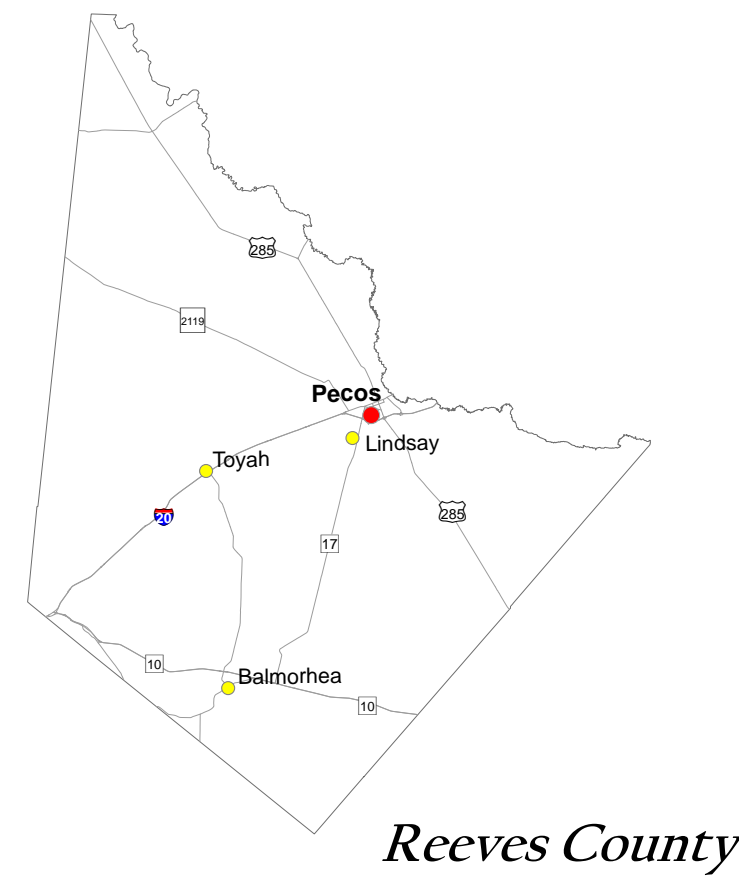 285
2119
Pecos
Lindsay
Toyah
285
20
17
10
Balmorhea
10
Reeves County